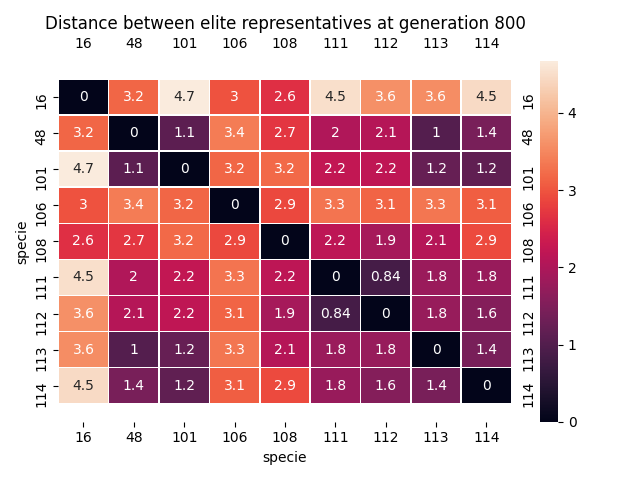 Distance between elite representatives at generation 800
16 48 101 106 108 111 112 113 114
16 0 3.2 4.7 3 2.6 4.5 3.6 3.6 4.5 16
48 3.2 0 1.1 3.4 2.7 2 2.1 1 1.4 48
101 4.7 1.1 0 3.2 3.2 2.2 2.2 1.2 1.2 101
106 3 3.4 3.2 0 2.9 3.3 3.1 3.3 3.1 106
108 2.6 2.7 3.2 2.9 0 2.2 1.9 2.1 2.9 108
111 4.5 2 2.2 3.3 2.2 0 0.84 1.8 1.8 111
112 3.6 2.1 2.2 3.1 1.9 0.84 0 1.8 1.6 112
113 3.6 1 1.2 3.3 2.1 1.8 1.8 0 1.4 113
114 4.5 1.4 1.2 3.1 2.9 1.8 1.6 1.4 0 114
16 48 101 106 108 111 112 113 114
specie
specie
4
3
2
1
0